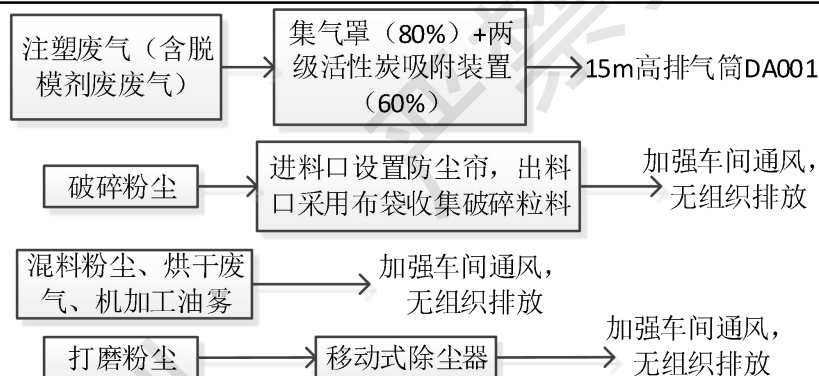 注塑废气（含脱
模剂废废气）
集气罩（80%）+两
级活性炭吸附装置
（60%）
15m高排气筒DA001
破碎粉尘
进料口设置防尘帘，出料
口采用布袋收集破碎粒料
加强车间通风，
无组织排放
混料粉尘、烘干废
气、机加工油雾
加强车间通风，
无组织排放
打磨粉尘
移动式除尘器
加强车间通风，
无组织排放